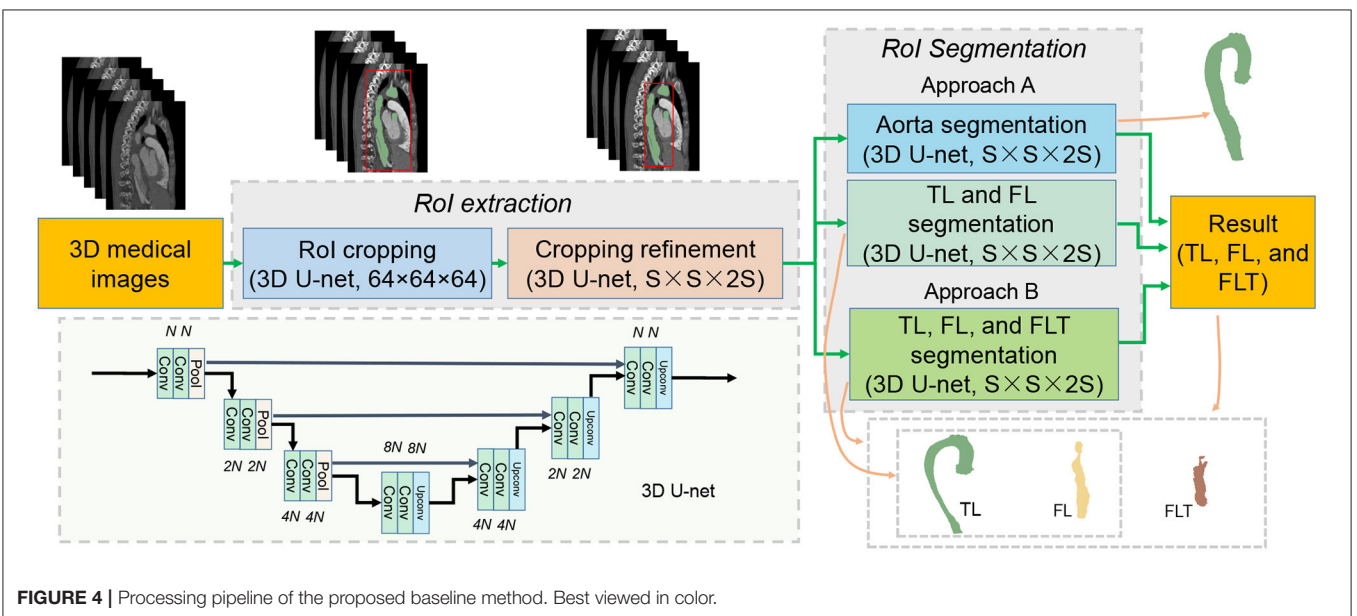 RoI Segmentation
Approach A
Aorta segmentation
(3D U-net, S×S×2S)
TL and FL
segmentation
(3D U-net, S×S×2S)
Approach B
TL, FL, and FLT
segmentation
(3D U-net, S×S×2S)
RoI extraction
3D medical
images
RoI cropping
(3D U-net, 64×64×64)
Cropping refinement
(3D U-net, S×S×2S)
Result
(TL, FL, and
FLT)
N N
Conv
Conv
Pool
2N 2N
Conv
Conv
Pool
4N 4N
Conv
Conv
Pool
8N 8N
Conv
Conv
Upconv
4N 4N
Conv
Conv
Upconv
2N 2N
Conv
Conv
Upconv
N N
Conv
Conv
Upconv
3D U-net
TL
FL
FLT
FIGURE 4 | Processing pipeline of the proposed baseline method. Best viewed in color.